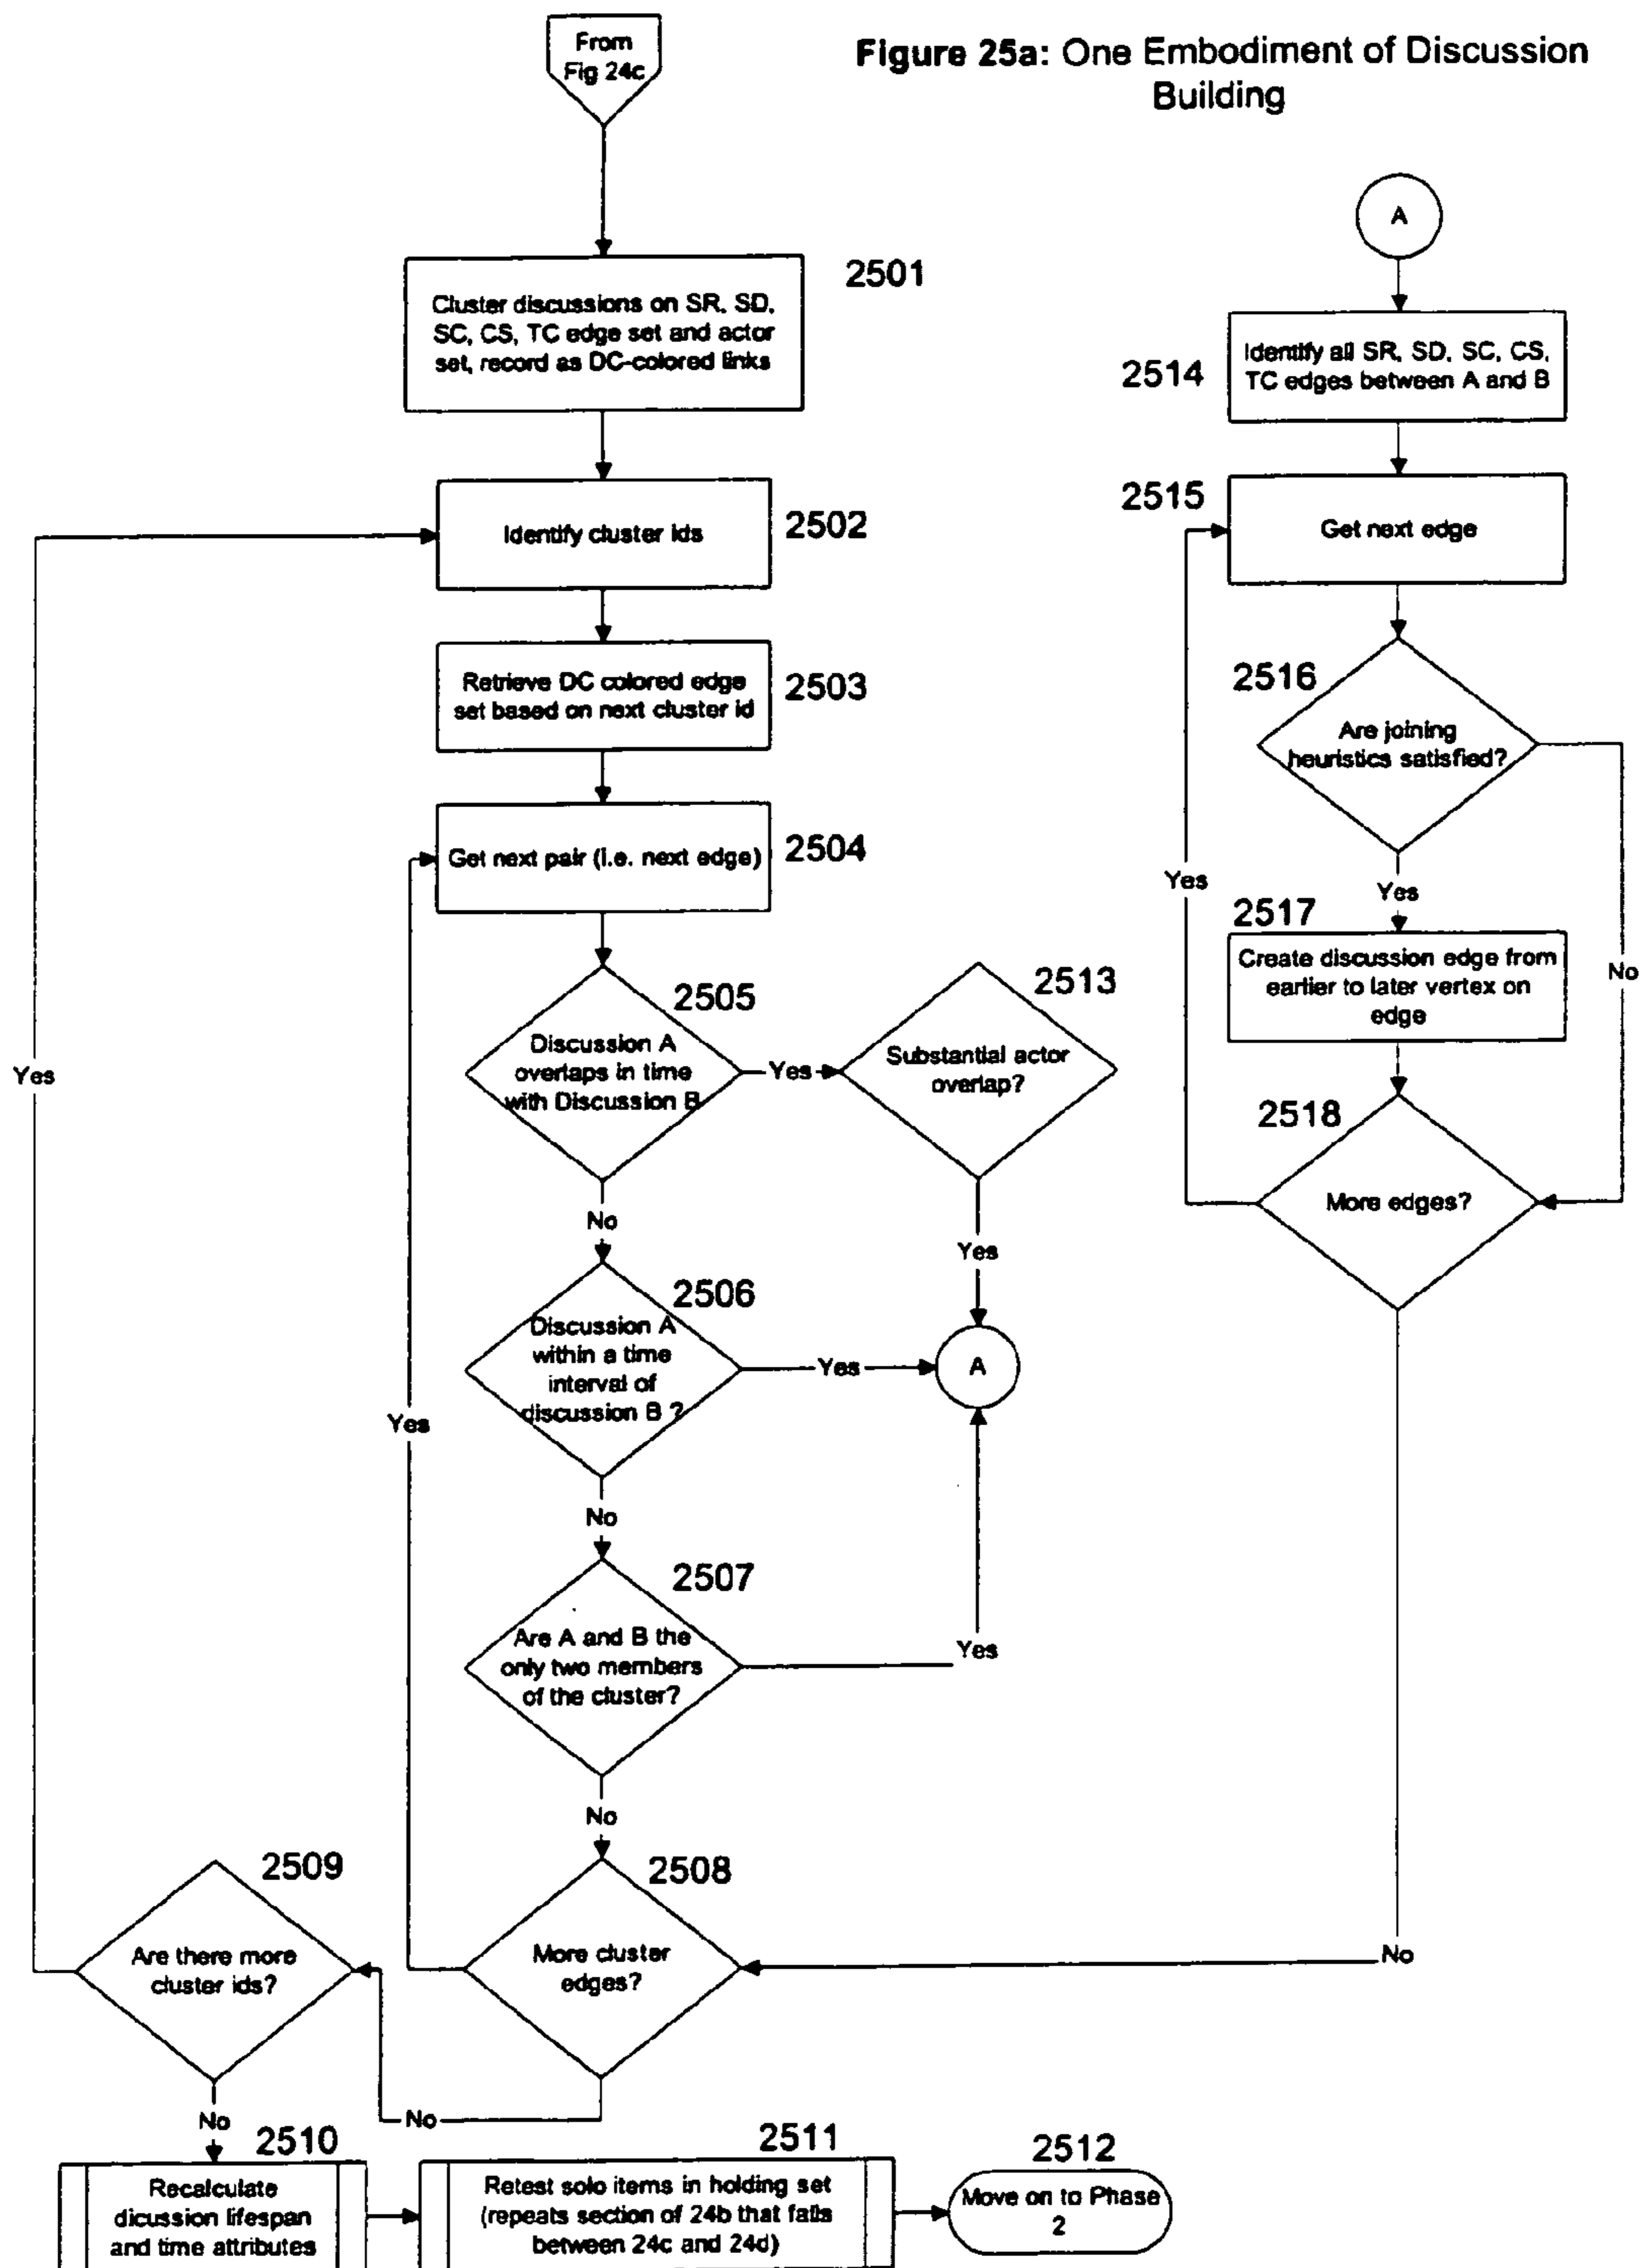 From
Fig 24c
Figure 25a: One Embodiment of Discussion
Building
2501
Cluster discussions on SR, SD,
SC, CS, TC edge set and actor
set, record as DC-colored links
Identify cluster ids
2502
Retrieve DC colored edge
set based on next cluster id
2503
Get next pair (i.e. next edge)
2504
2505
Discussion A
overlaps in time
with Discussion B
Yes
2513
Substantial actor
overlap?
No
Yes
2506
Discussion A
within a time
interval of
discussion B ?
Yes
A
No
2507
Are A and B the
only two members
of the cluster?
Yes
No
2508
More cluster
edges?
Yes
No
2509
Are there more
cluster ids?
Yes
No
2510
Recalculate
dicussion lifespan
and time attributes
2511
Retest solo items in holding set
(repeats section of 24b that falls
between 24c and 24d)
2512
Move on to Phase
2
A
2514
Identify all SR, SD, SC, CS,
TC edges between A and B
2515
Get next edge
2516
Are joining
heuristics satisfied?
Yes
No
2517
Create discussion edge from
earlier to later vertex on
edge
2518
More edges?
Yes
No